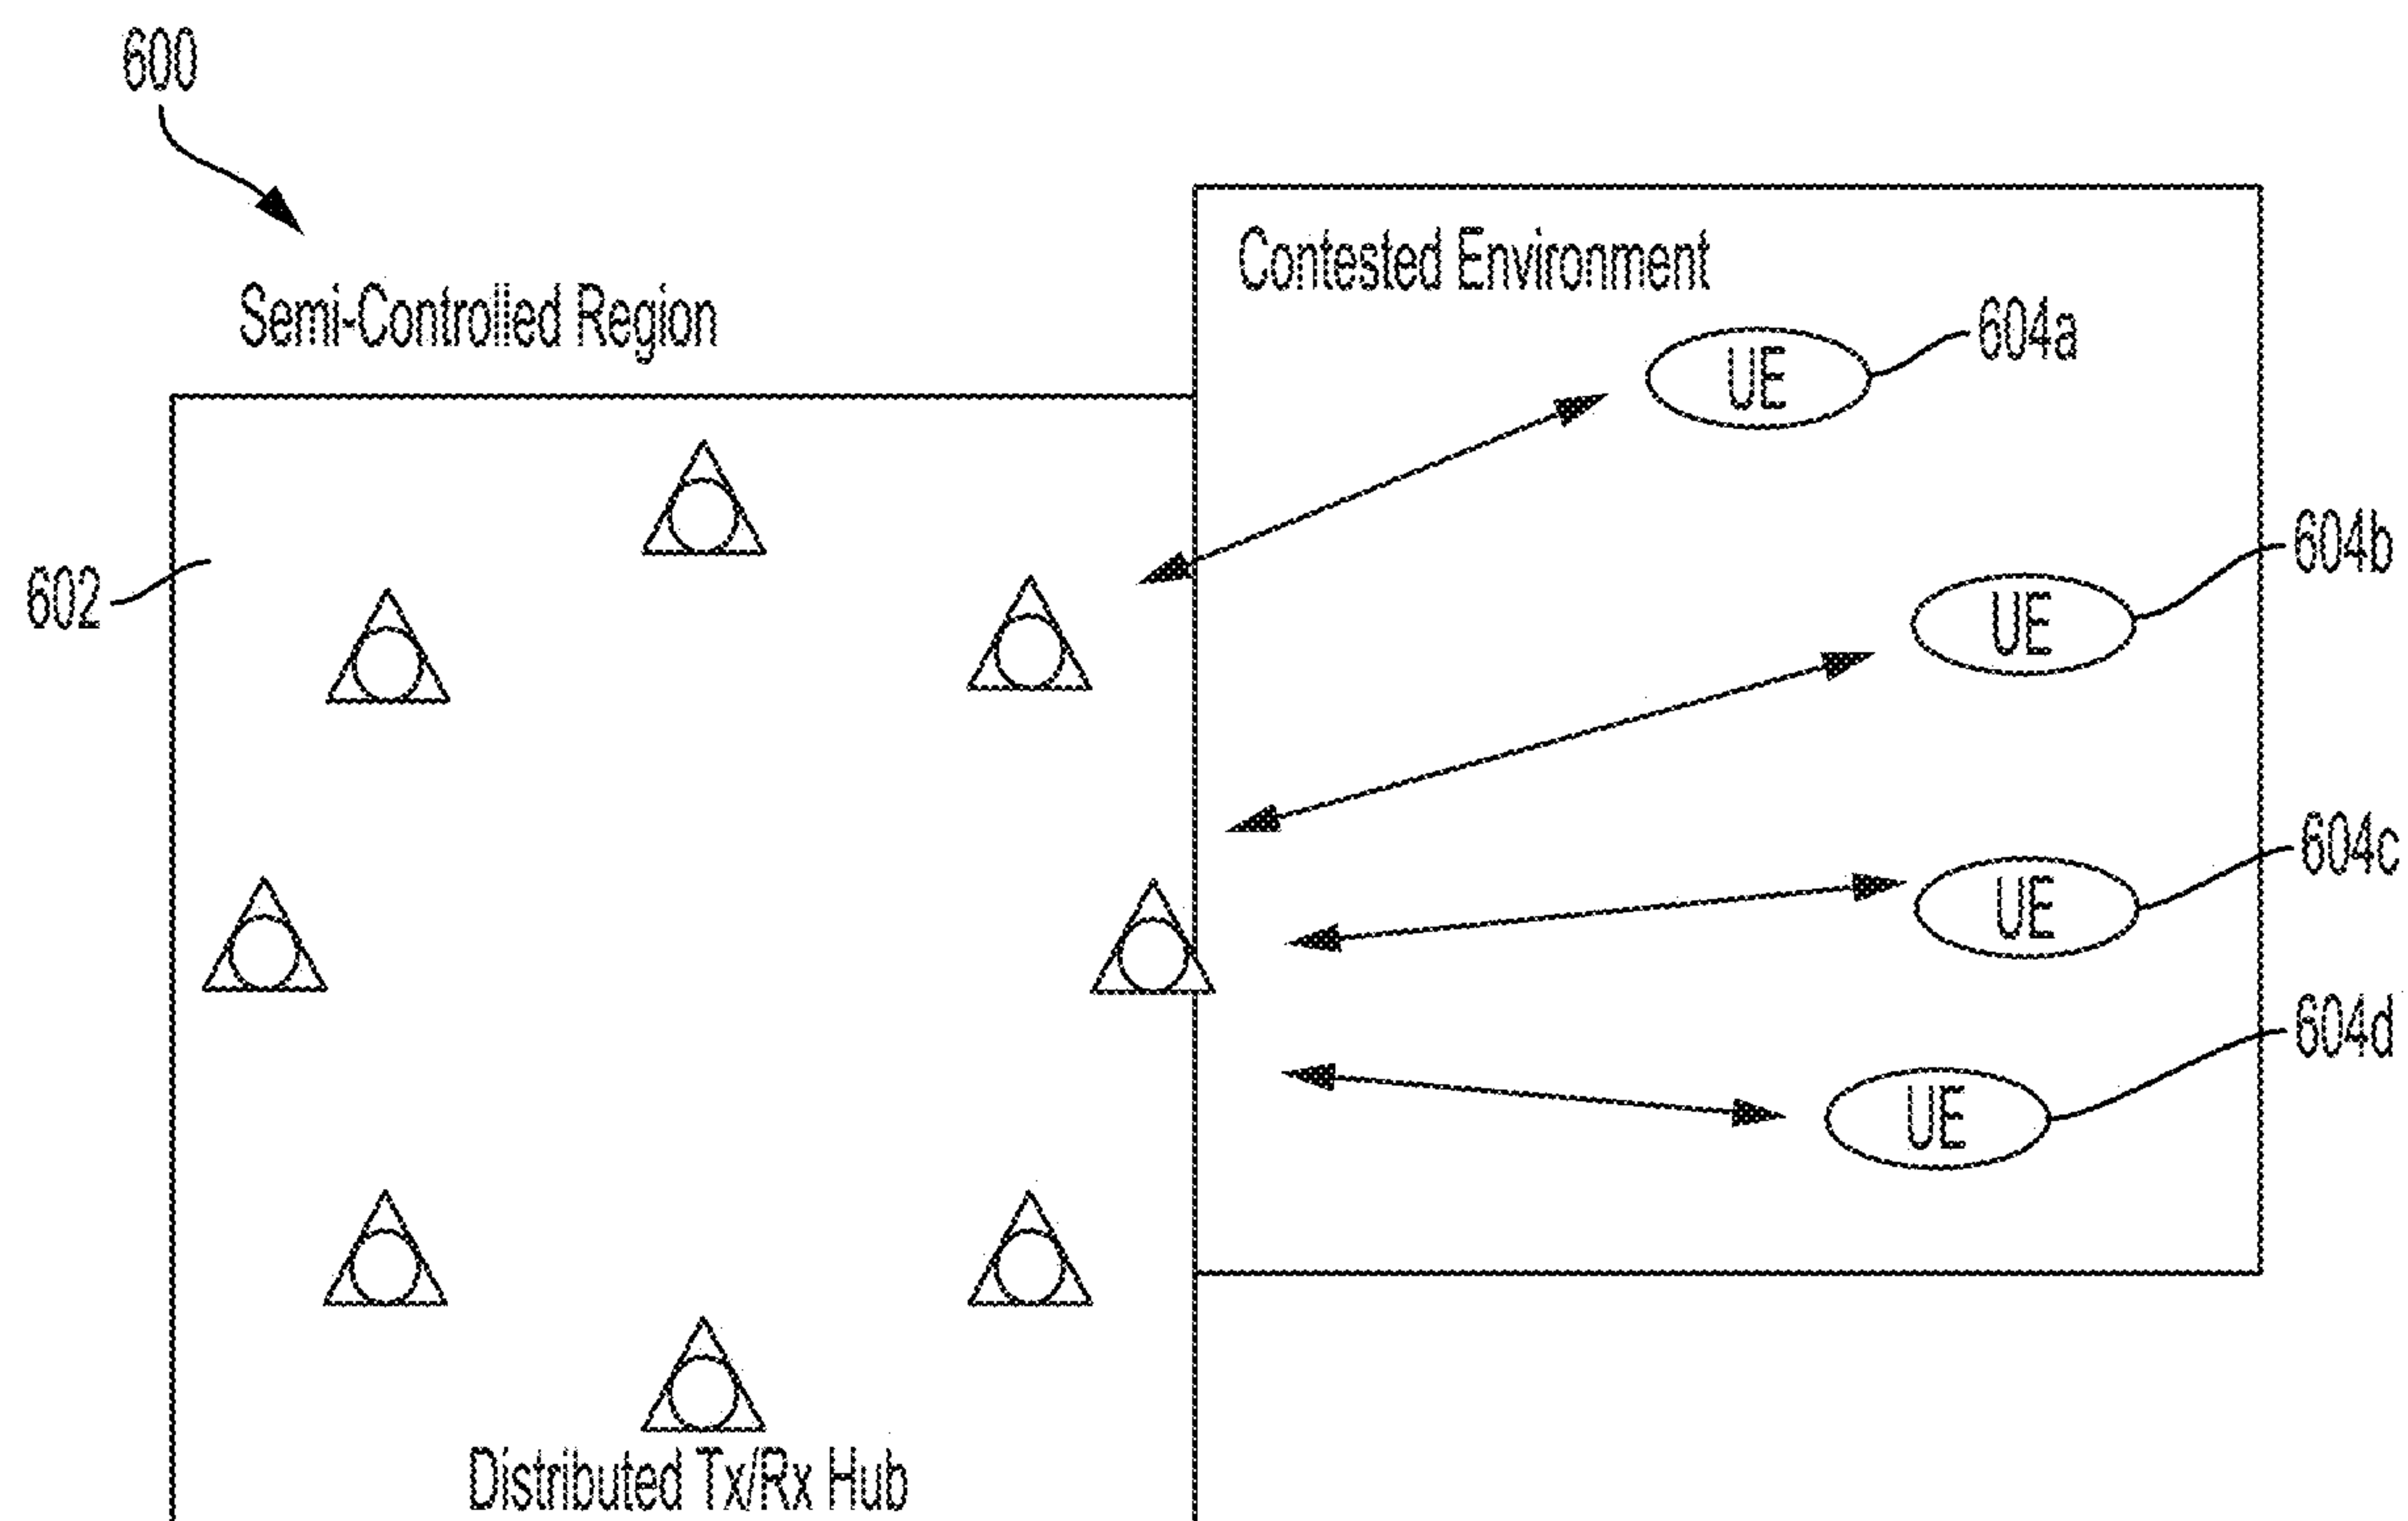 600
Contested Environment
Semi-Controlled Region
604a
UE
604b
UE
602
604c
UE
604d
UE
Distributed Tx/Rx Hub